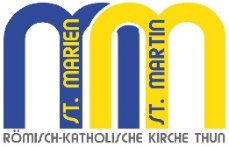 ST. MARIEN
ST. MARTIN
RÖMISCH-KATHOLISCHE KIRCHE THUN